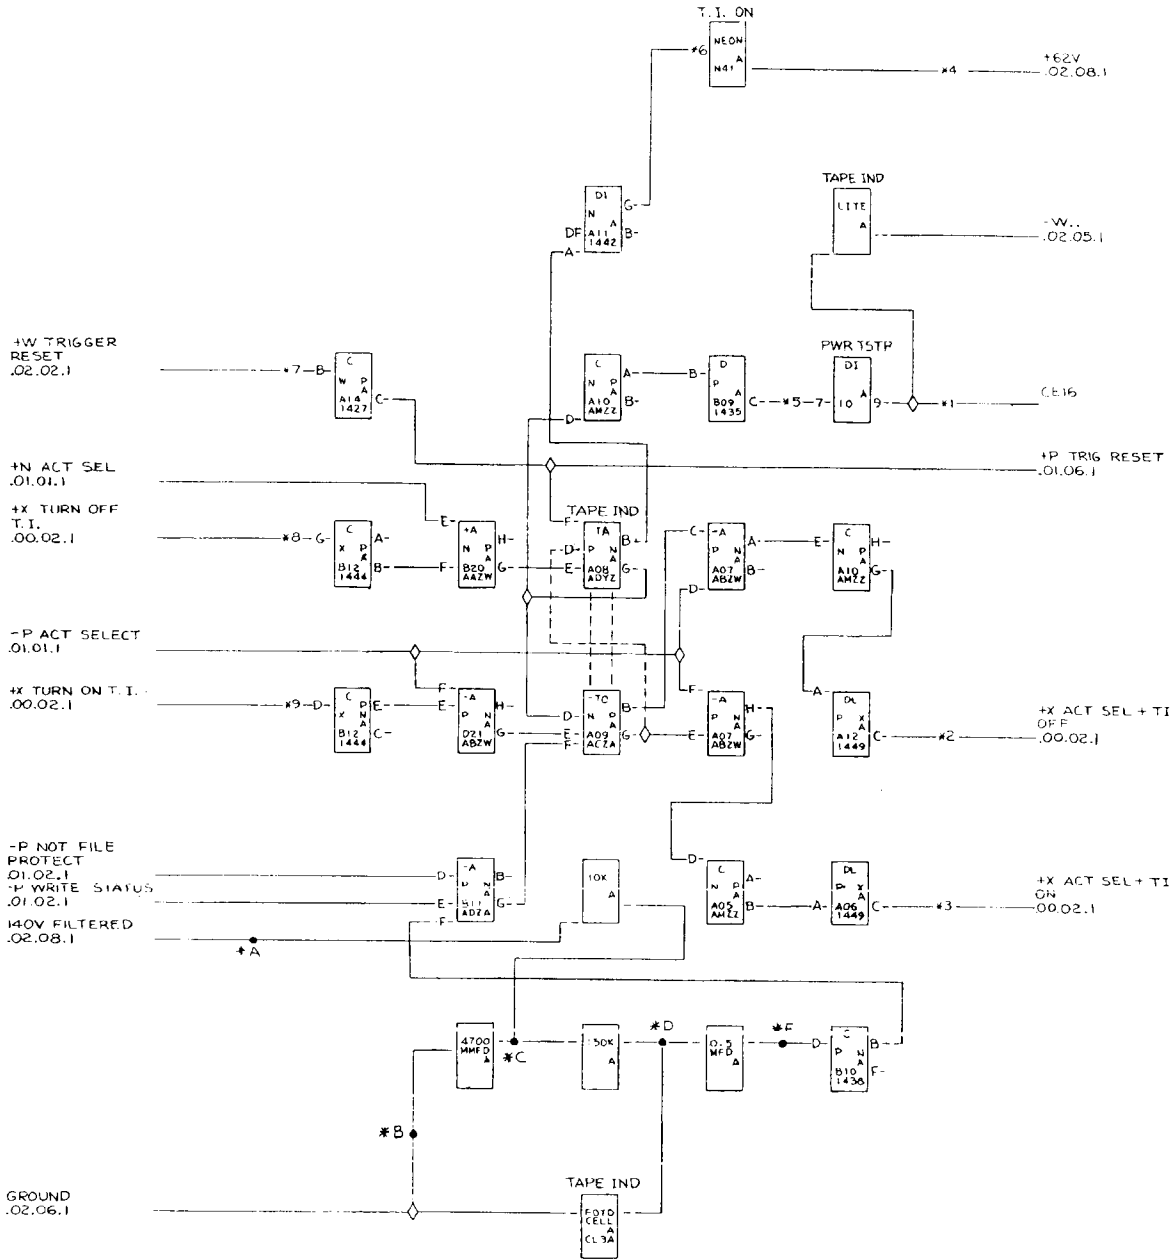 T.I. ON
*6
NEON
A
N41
*4
+62V
.02.08.1
TAPE IND
DI
N
A
A11
1442
G
B
DF
A
LITE
A
-W..
.02.05.1
+W TRIGGER
RESET
.02.02.1
*7
B
C
W P
A
A14
1427
C
C
N P
A
A10
AMZZ
A
B
D
B
D
P
A
B09
1435
C
*5
7
DI
A
10
9
*1
CE16
+N ACT SEL
.01.01.1
+P TRIG RESET
.01.06.1
+X TURN OFF
T.I.
.00.02.1
*8
G
C
X P
A
B12
1444
A
B
E
F
+A
N P
A
B20
AAZW
H
G
TAPE IND
F
D
E
TA
P N
A
A08
ADYZ
B
G
C
D
-A
P N
A
A07
ABZW
A
B
E
C
N P
A
A10
AMZZ
H
G
-P ACT SELECT
.01.01.1
+X TURN ON T.I.
.00.02.1
*9
D
C
X P
N
A
B12
1444
E
C
F
E
-A
P N
A
D21
ABZW
H
G
D
E
F
-TO
N P
A
A09
ACZA
B
G
F
E
-A
P N
A
A07
ABZW
H
G
A
DL
P X
A
A12
1449
C
*2
+X ACT SEL + TI
OFF
.00.02.1
-P NOT FILE
PROTECT
.01.02.1
-P WRITE STATUS
.01.02.1
140V FILTERED
.02.08.1
*A
D
E
F
-A
P N
A
B11
ADZA
B
G
10K
A
D
C
N P
A
A05
AMZZ
A
B
A
DL
P X
A
A06
1449
C
*3
+X ACT SEL + TI
ON
.00.02.1
4700
MMFD
A
*C
150K
A
*D
0.5
MFD
A
D
C
P N
A
B10
1438
B
F
*B
GROUND
.02.06.1
TAPE IND
FOTO
CELL
A
CL3A